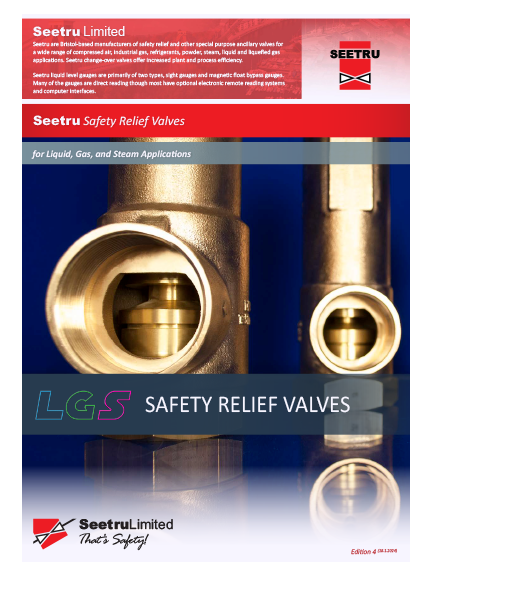 Seetru Limited
Seetru are Bristol-based manufacturers of safety relief and other special purpose ancillary valves for
a wide range of compressed air, industrial gas, refrigerants, powder, steam, liquid and liquefied gas
applications. Seetru change-over valves offer increased plant and process efficiency.
Seetru liquid level gauges are primarily of two types, sight gauges and magnetic float bypass gauges.
Many of the gauges are direct reading though most have optional electronic remote reading systems
and computer interfaces.
SEETRU
Seetru Safety Relief Valves
for Liquid, Gas, and Steam Applications
LGS SAFETY RELIEF VALVES
SeetruLimited
That's Safety!
Edition 4